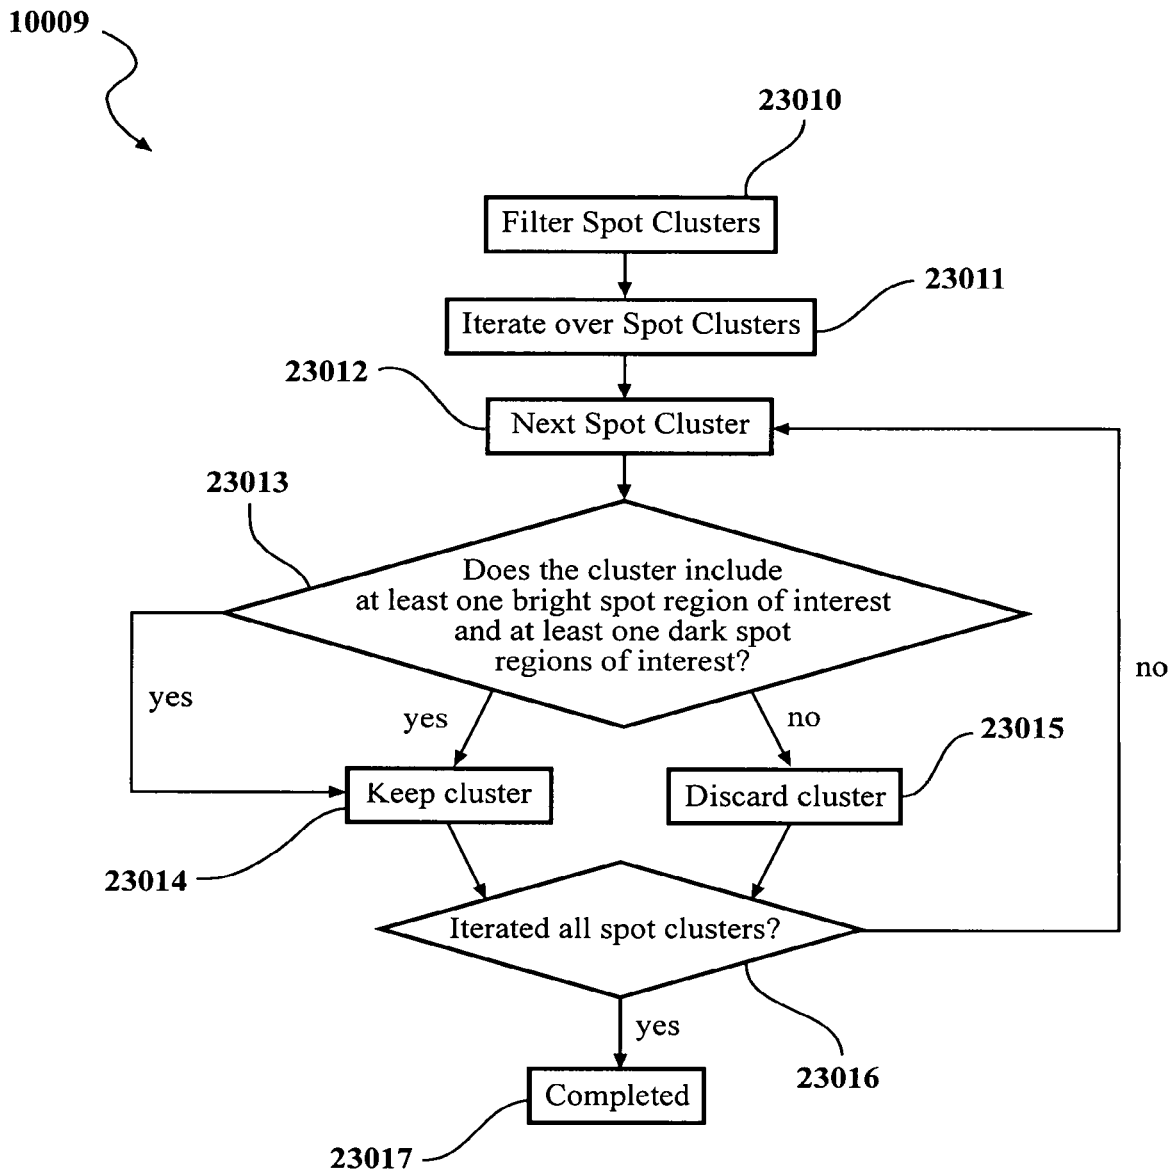 10009
23010
Filter Spot Clusters
23011
Iterate over Spot Clusters
23012
Next Spot Cluster
23013
Does the cluster include
at least one bright spot region of interest
and at least one dark spot
regions of interest?
no
yes
yes
no
23015
Keep cluster
Discard cluster
23014
Iterated all spot clusters?
yes
23016
Completed
23017